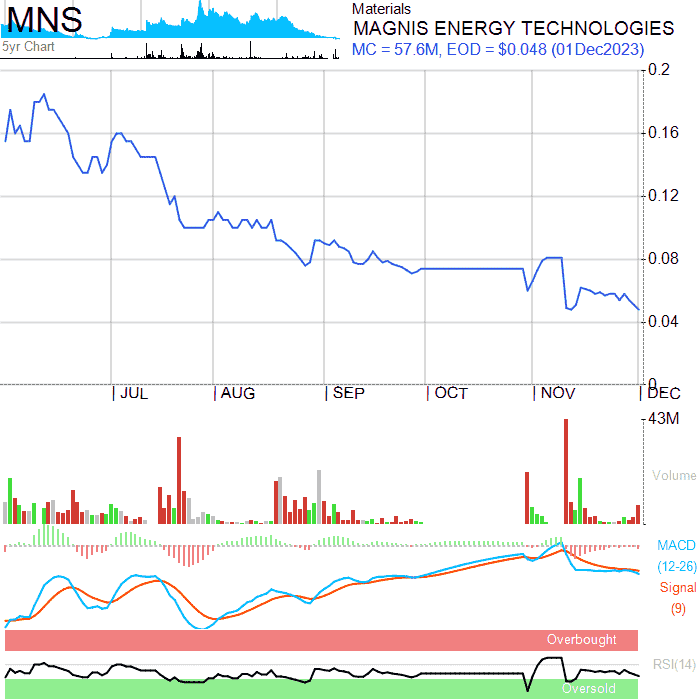 MNS
5yr Chart
Materials
MAGNIS ENERGY TECHNOLOGIES
MC = 57.6M, EOD = $0.048 (01Dec2023)
0.2
0.16
0.12
0.08
0.04
0
JUL AUG SEP OCT NOV DEC
43M
Volume
MACD
(12-26)
Signal
(9)
Overbought
RSI(14)
Oversold